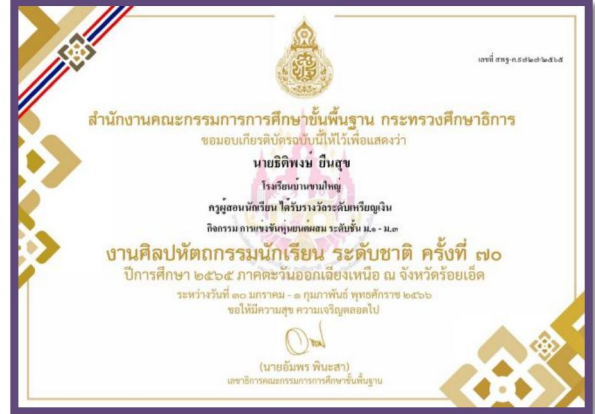 เลขที่ สพฐ-ค.๕๗๒๗/๒๕๖๕
สำนักงานคณะกรรมการการศึกษาขั้นพื้นฐาน กระทรวงศึกษาธิการ
ขอมอบเกียรติบัตรฉบับนี้ให้ไว้เพื่อแสดงว่า
นายธิติพงษ์ ยืนสุข
โรงเรียนบ้านขามใหญ่
ครูผู้สอนนักเรียน ได้รับรางวัลระดับเหรียญเงิน
กิจกรรม การแข่งขันหุ่นยนต์ผสม ระดับชั้น ม.๑ - ม.๓
งานศิลปหัตถกรรมนักเรียน ระดับชาติ ครั้งที่ ๗๐
ปีการศึกษา ๒๕๖๕ ภาคตะวันออกเฉียงเหนือ ณ จังหวัดร้อยเอ็ด
ระหว่างวันที่ ๓๐ มกราคม - ๑ กุมภาพันธ์ พุทธศักราช ๒๕๖๖
ขอให้มีความสุข ความเจริญตลอดไป
(นายอัมพร พินะสา)
เลขาธิการคณะกรรมการการศึกษาขั้นพื้นฐาน